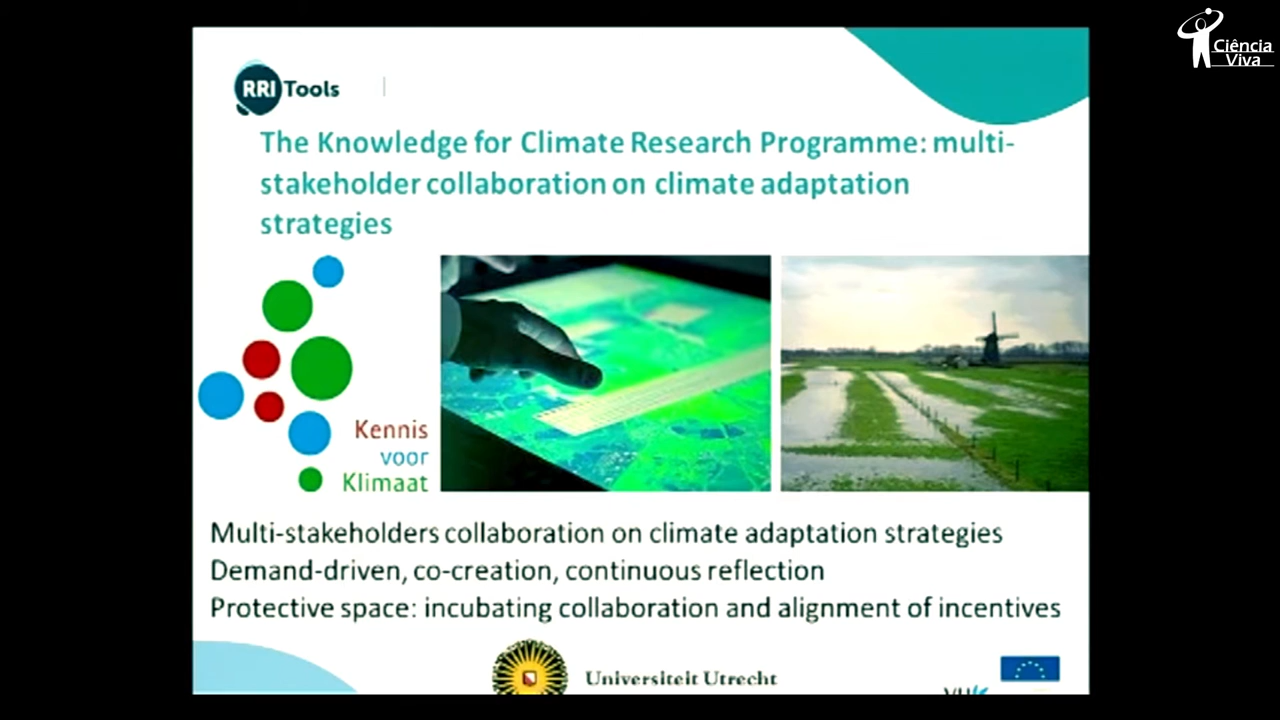 Ciência
Viva
RRI Tools
The Knowledge for Climate Research Programme: multi-
stakeholder collaboration on climate adaptation
strategies
Kennis
voor
Klimaat
Multi-stakeholders collaboration on climate adaptation strategies
Demand-driven, co-creation, continuous reflection
Protective space: incubating collaboration and alignment of incentives
Universiteit Utrecht